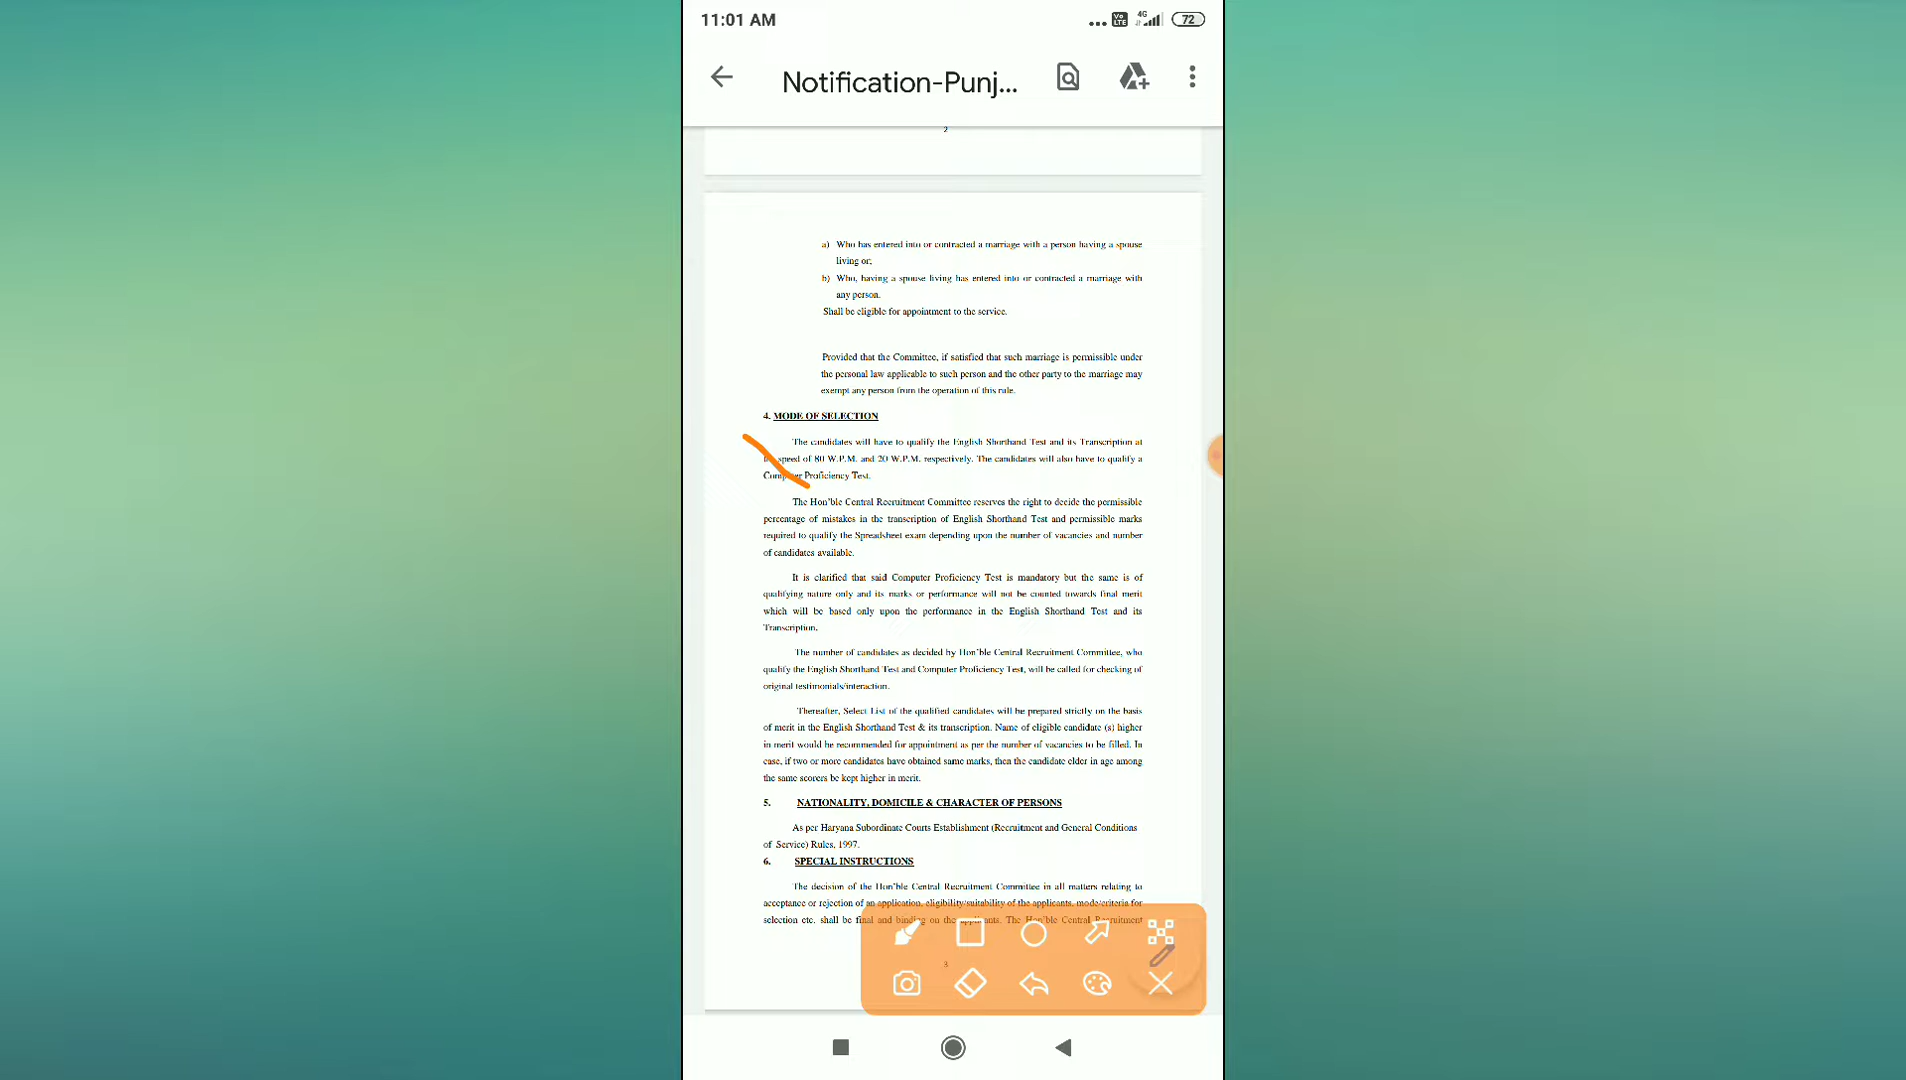 11:01 AM
Vo LTE 4G 72
Notification-Punj...
2
a) Who has entered into or contracted a marriage with a person having a spouse
living or;
b) Who, having a spouse living has entered into or contracted a marriage with
any person.
Shall be eligible for appointment to the service.
Provided that the Committee, if satisfied that such marriage is permissible under
the personal law applicable to such person and the other party to the marriage may
exempt any person from the operation of this rule.
4. MODE OF SELECTION
The candidates will have to qualify the English Shorthand Test and its Transcription at
speed of 80 W.P.M. and 20 W.P.M. respectively. The candidates will also have to qualify a
Computer Proficiency Test.
The Hon'ble Central Recruitment Committee reserves the right to decide the permissible
percentage of mistakes in the transcription of English Shorthand Test and permissible marks
required to qualify the Spreadsheet exam depending upon the number of vacancies and number
of candidates available.
It is clarified that said Computer Proficiency Test is mandatory but the same is of
qualifying nature only and its marks or performance will not be counted towards final merit
which will be based only upon the performance in the English Shorthand Test and its
Transcription.
The number of candidates as decided by Hon'ble Central Recruitment Committee, who
qualify the English Shorthand Test and Computer Proficiency Test, will be called for checking of
original testimonials/interaction.
Thereafter, Select List of the qualified candidates will be prepared strictly on the basis
of merit in the English Shorthand Test & its transcription. Name of eligible candidate (s) higher
in merit would be recommended for appointment as per the number of vacancies to be filled. In
case, if two or more candidates have obtained same marks, then the candidate elder in age among
the same scorers be kept higher in merit.
5. NATIONALITY, DOMICILE & CHARACTER OF PERSONS
As per Haryana Subordinate Courts Establishment (Recruitment and General Conditions
of Service) Rules, 1997.
6. SPECIAL INSTRUCTIONS
The decision of the Hon'ble Central Recruitment Committee in all matters relating to
acceptance or rejection of an application, eligibility/suitability of the applicants, mode/criteria for
selection etc. shall be final and binding on the applicants. The Hon'ble Central Recruitment
3